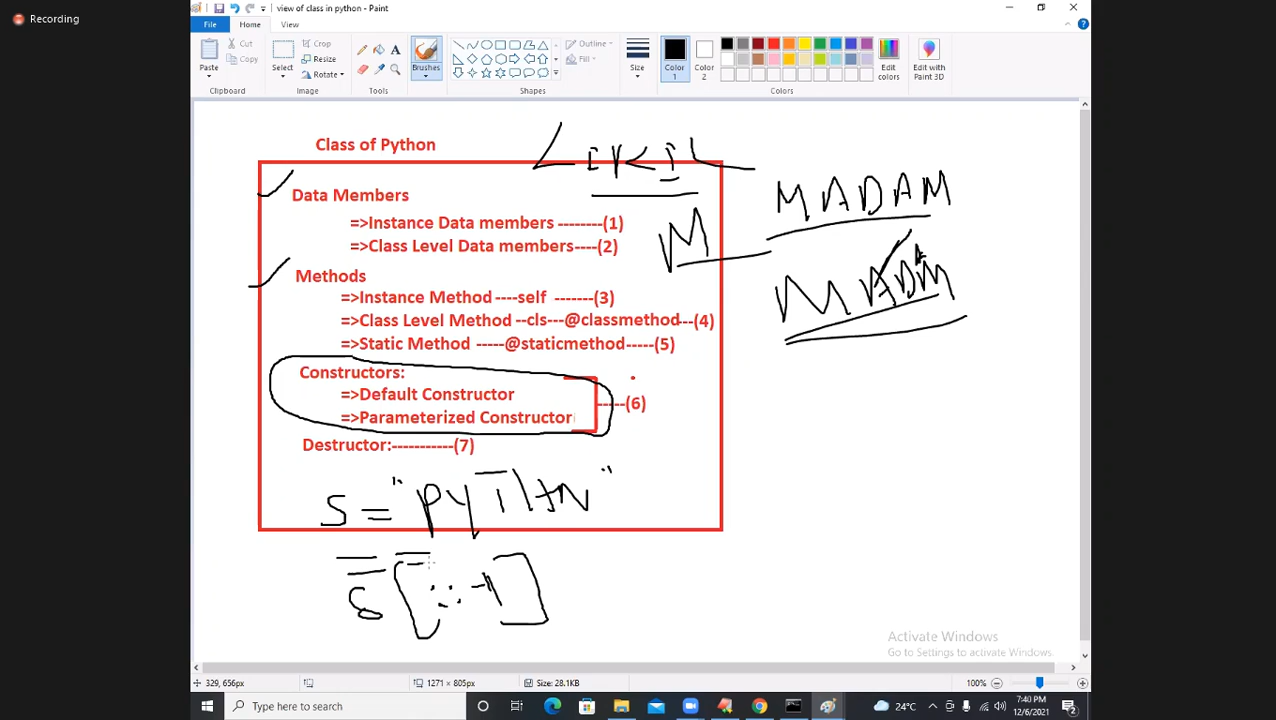 Recording
view of class in python - Paint
File Home View
Paste Cut Copy Clipboard
Select Crop Resize Rotate Image
Tools
Brushes
Outline Fill Shapes
Size
Color 1 Color 2 Edit colors Colors
Edit with Paint 3D
Class of Python
Data Members
=>Instance Data members --------(1)
=>Class Level Data members----(2)
Methods
=>Instance Method ----self -------(3)
=>Class Level Method --cls---@classmethod---(4)
=>Static Method -----@staticmethod-----(5)
Constructors:
=>Default Constructor
=>Parameterized Constructor
-----(6)
Destructor:-----------(7)
M
MADAM
MADAM
S = "PYTHON"
S[::-1]
Activate Windows
Go to Settings to activate Windows.
329, 656px 1271 × 805px Size: 28.1KB 100%
Type here to search
24°C
7:40 PM
12/6/2021
2